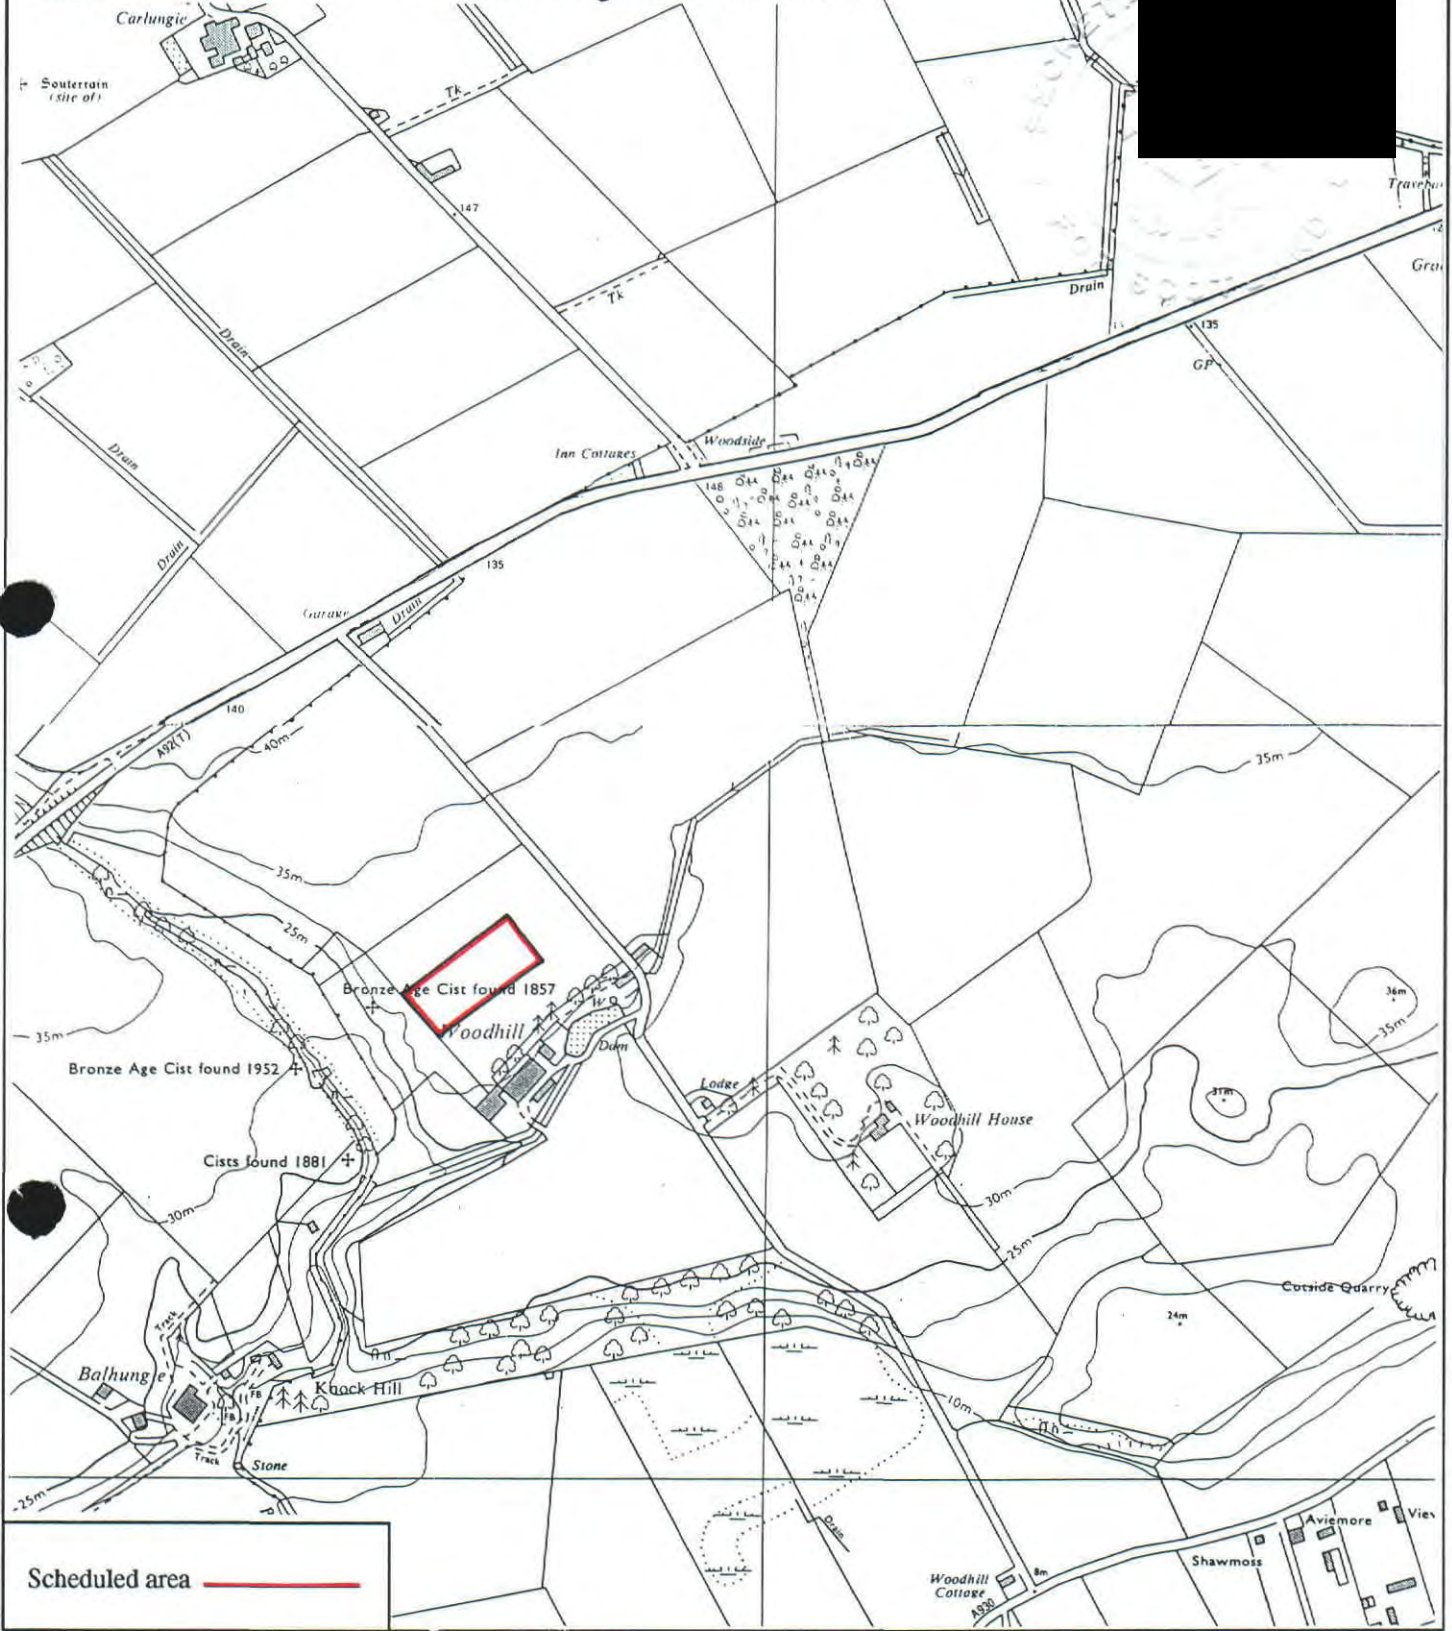 Carlungie
Souterrain
(site of)
Tk
147
Tk
Drain
Drain
135
GP
Drain
Inn Cottages
Woodside
148
Drain
135
Garage
Drain
140
A92(T)
40m
35m
35m
25m
Bronze Age Cist found 1857
W
Woodhill
36m
35m
35m
Dam
Bronze Age Cist found 1952
Lodge
31m
Woodhill House
Cists found 1881
30m
30m
25m
Cotside Quarry
24m
Track
Balhungie
Knock Hill
FB
FB
10m
Track
Stone
25m
Drain
Aviemore
Shawmoss
Scheduled area
Woodhill
Cottage
8m
A930